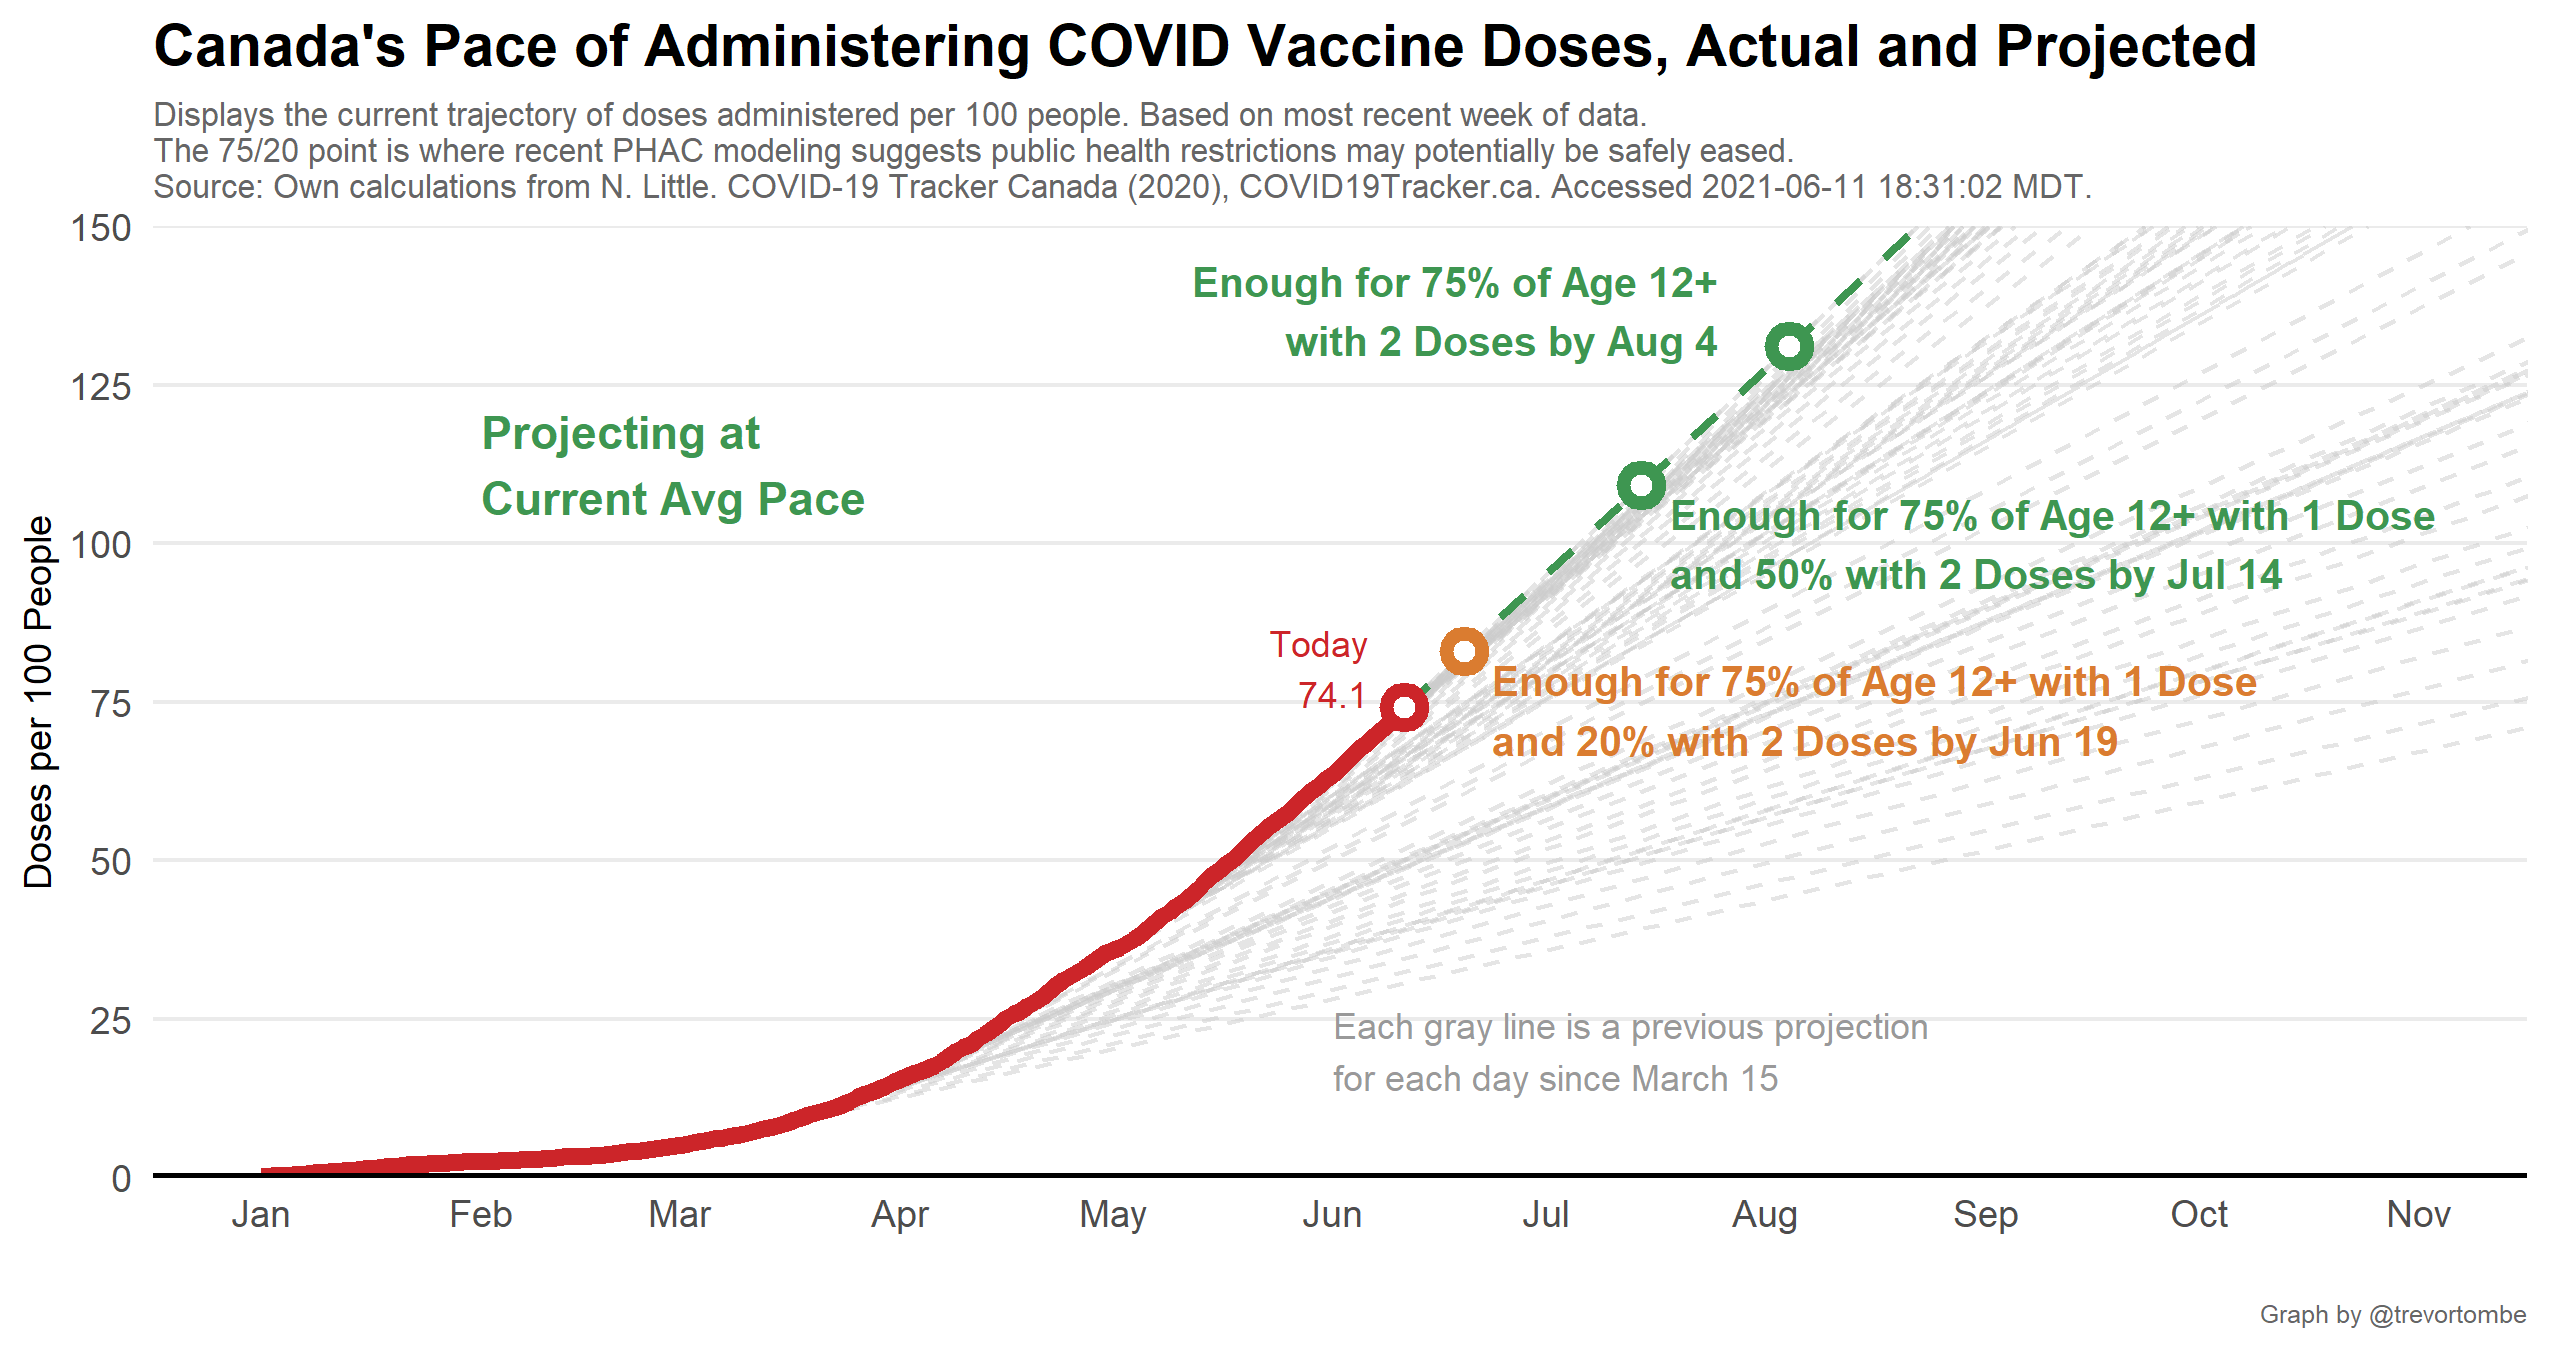 Canada's Pace of Administering COVID Vaccine Doses, Actual and Projected
Displays the current trajectory of doses administered per 100 people. Based on most recent week of data.
The 75/20 point is where recent PHAC modeling suggests public health restrictions may potentially be safely eased.
Source: Own calculations from N. Little. COVID-19 Tracker Canada (2020), COVID19Tracker.ca. Accessed 2021-06-11 18:31:02 MDT.
Doses per 100 People
150
125
100
75
50
25
0
Enough for 75% of Age 12+
with 2 Doses by Aug 4
Projecting at
Current Avg Pace
Enough for 75% of Age 12+ with 1 Dose
and 50% with 2 Doses by Jul 14
Today
74.1
Enough for 75% of Age 12+ with 1 Dose
and 20% with 2 Doses by Jun 19
Each gray line is a previous projection
for each day since March 15
Jan Feb Mar Apr May Jun Jul Aug Sep Oct Nov
Graph by @trevortombe